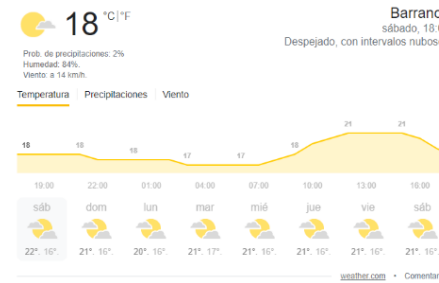 18 °C|°F
Prob. de precipitaciones: 2%
Humedad: 84%.
Viento: a 14 km/h.
Barranc
sábado, 18:0
Despejado, con intervalos nubos
Temperatura Precipitaciones Viento
18 18 18 17 17 18 21 21
19:00 22:00 01:00 04:00 07:00 10:00 13:00 16:00
sáb dom lun mar mié jue vie sáb
22° 16° 21° 16° 20° 16° 21° 17° 21° 16° 21° 16° 21° 16° 21° 16°
weather.com • Comentar